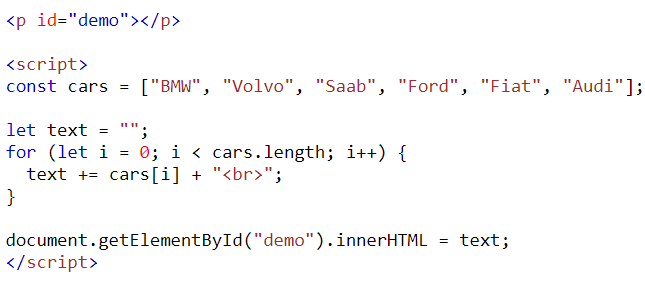 <p id="demo"></p>
<script>
const cars = ["BMW", "Volvo", "Saab", "Ford", "Fiat", "Audi"];
let text = "";
for (let i = 0; i < cars.length; i++) {
  text += cars[i] + "<br>";
}
document.getElementById("demo").innerHTML = text;
</script>